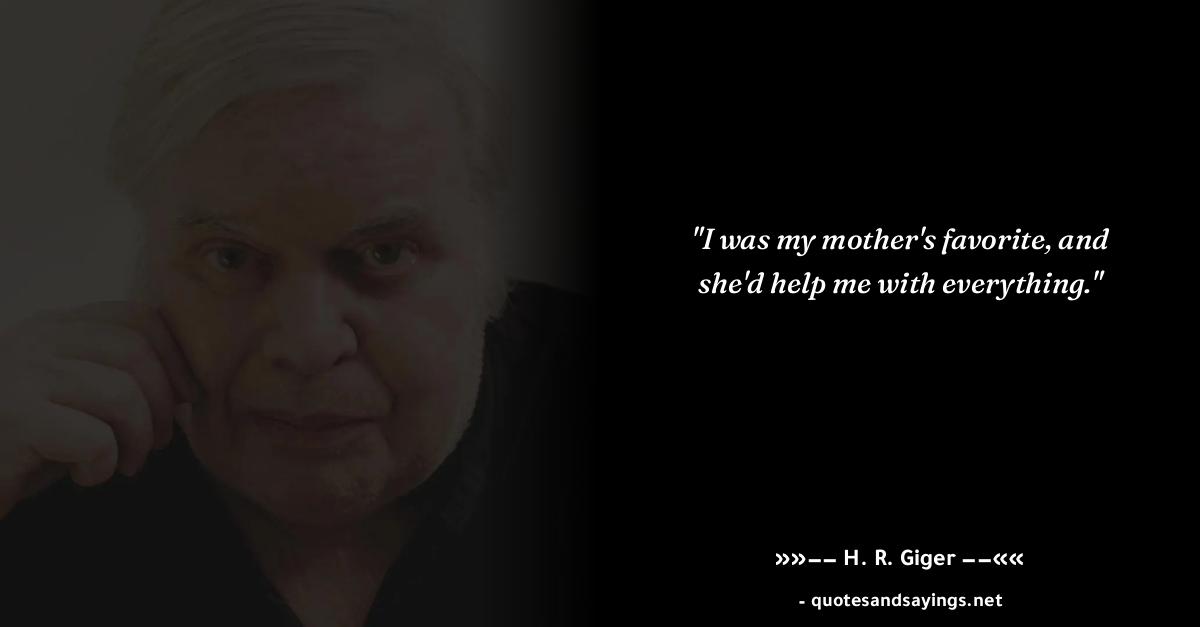 "I was my mother's favorite, and
she'd help me with everything."
»»−− H. R. Giger −−««
- quotesandsayings.net